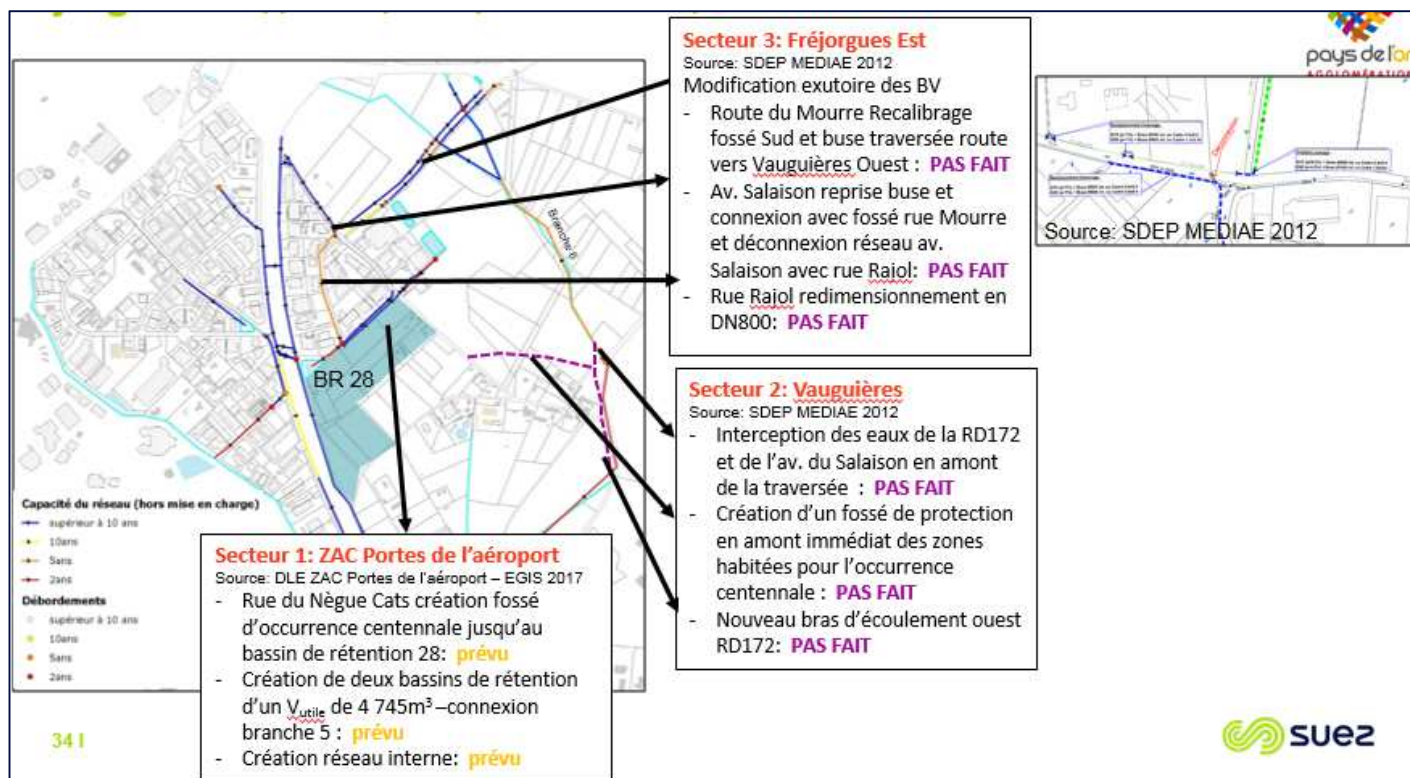 Secteur 3: Fréjorgues Est
Source: SDEP MEDIAE 2012
Modification exutoire des BV
- Route du Mourre Recalibrage
fossé Sud et buse traversée route
vers Vauguières Ouest : PAS FAIT
- Av. Salaison reprise buse et
connexion avec fossé rue Mourre
et déconnexion réseau av.
Salaison avec rue Rajol: PAS FAIT
- Rue Rajol redimensionnement en
DN800: PAS FAIT
pays de l'or
AGGLOMÉRATION
Source: SDEP MEDIAE 2012
Branche 6
BR 28
Secteur 2: Vauguières
Source: SDEP MEDIAE 2012
- Interception des eaux de la RD172
et de l'av. du Salaison en amont
de la traversée : PAS FAIT
- Création d'un fossé de protection
en amont immédiat des zones
habitées pour l'occurrence
centennale : PAS FAIT
- Nouveau bras d'écoulement ouest
RD172: PAS FAIT
Capacité du réseau (hors mise en charge)
supérieur à 10 ans
10ans
5ans
2ans
Débordements
supérieur à 10 ans
10ans
5ans
2ans
Secteur 1: ZAC Portes de l'aéroport
Source: DLE ZAC Portes de l'aéroport – EGIS 2017
- Rue du Nègue Cats création fossé
d'occurrence centennale jusqu'au
bassin de rétention 28: prévu
- Création de deux bassins de rétention
d'un Vutile de 4 745m³ –connexion
branche 5 : prévu
- Création réseau interne: prévu
34 I
suez